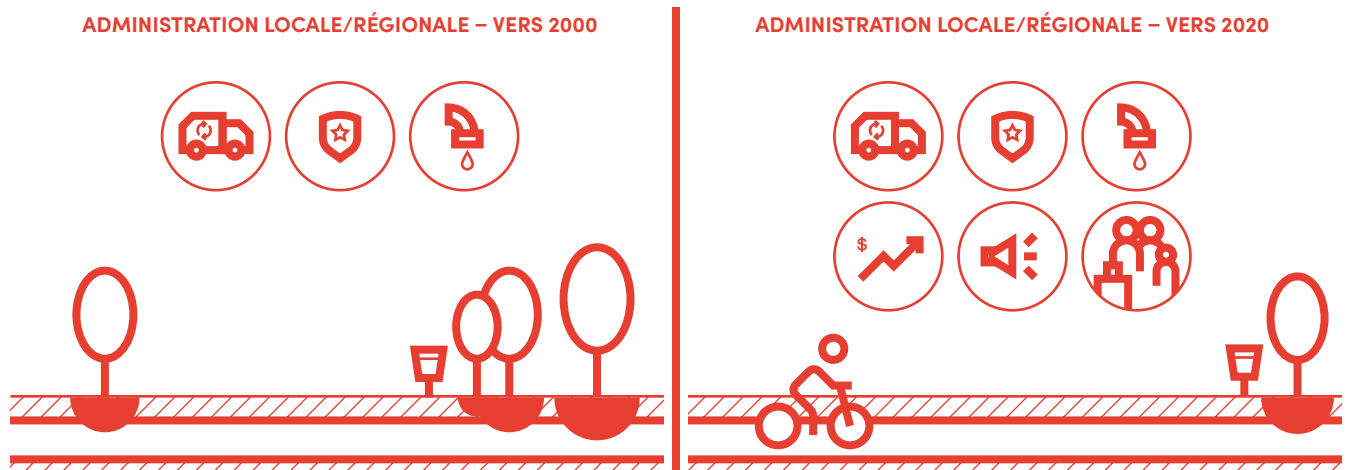 ADMINISTRATION LOCALE/RÉGIONALE – VERS 2000
ADMINISTRATION LOCALE/RÉGIONALE – VERS 2020
$